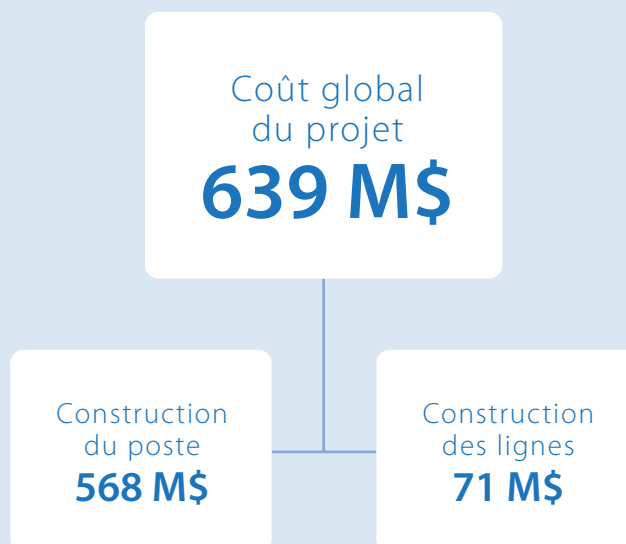 Coût global
du projet
639 M$
Construction
du poste
568 M$
Construction
des lignes
71 M$